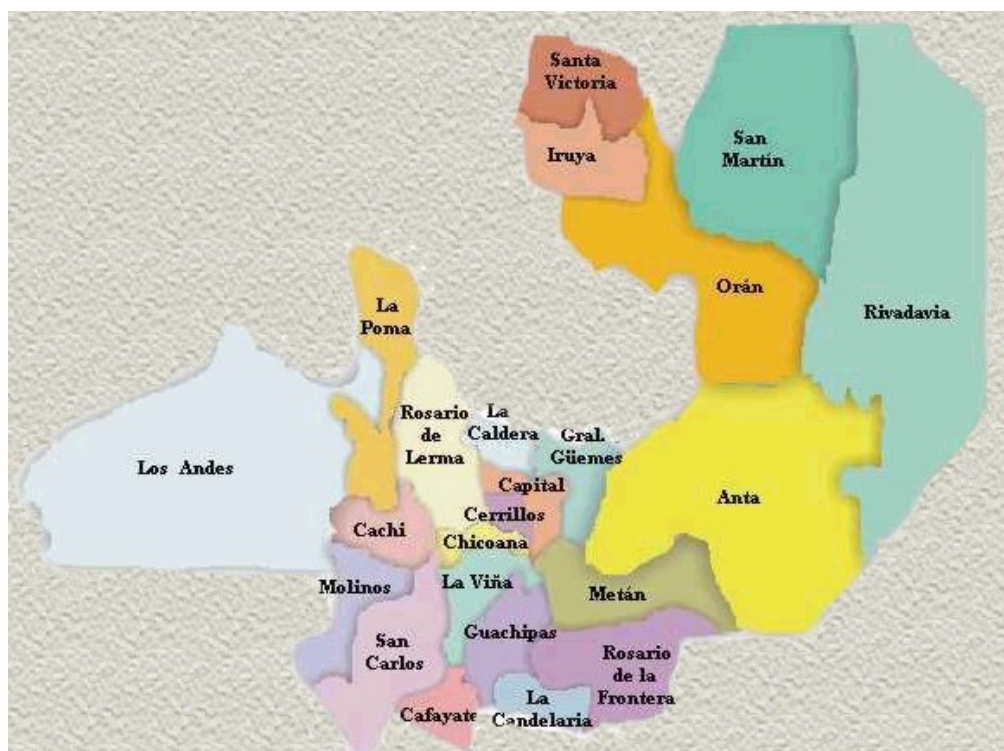 Santa
Victoria
Iruya
San
Martín
Orán
Rivadavia
La
Poma
Rosario
de
Lerma
La
Caldera
Gral.
Güemes
Los Andes
Capital
Anta
Cerrillos
Cachi
Chicoana
Molinos
La Viña
Metán
San
Carlos
Guachipas
Rosario
de la
Frontera
Cafayate
La
Candelaria